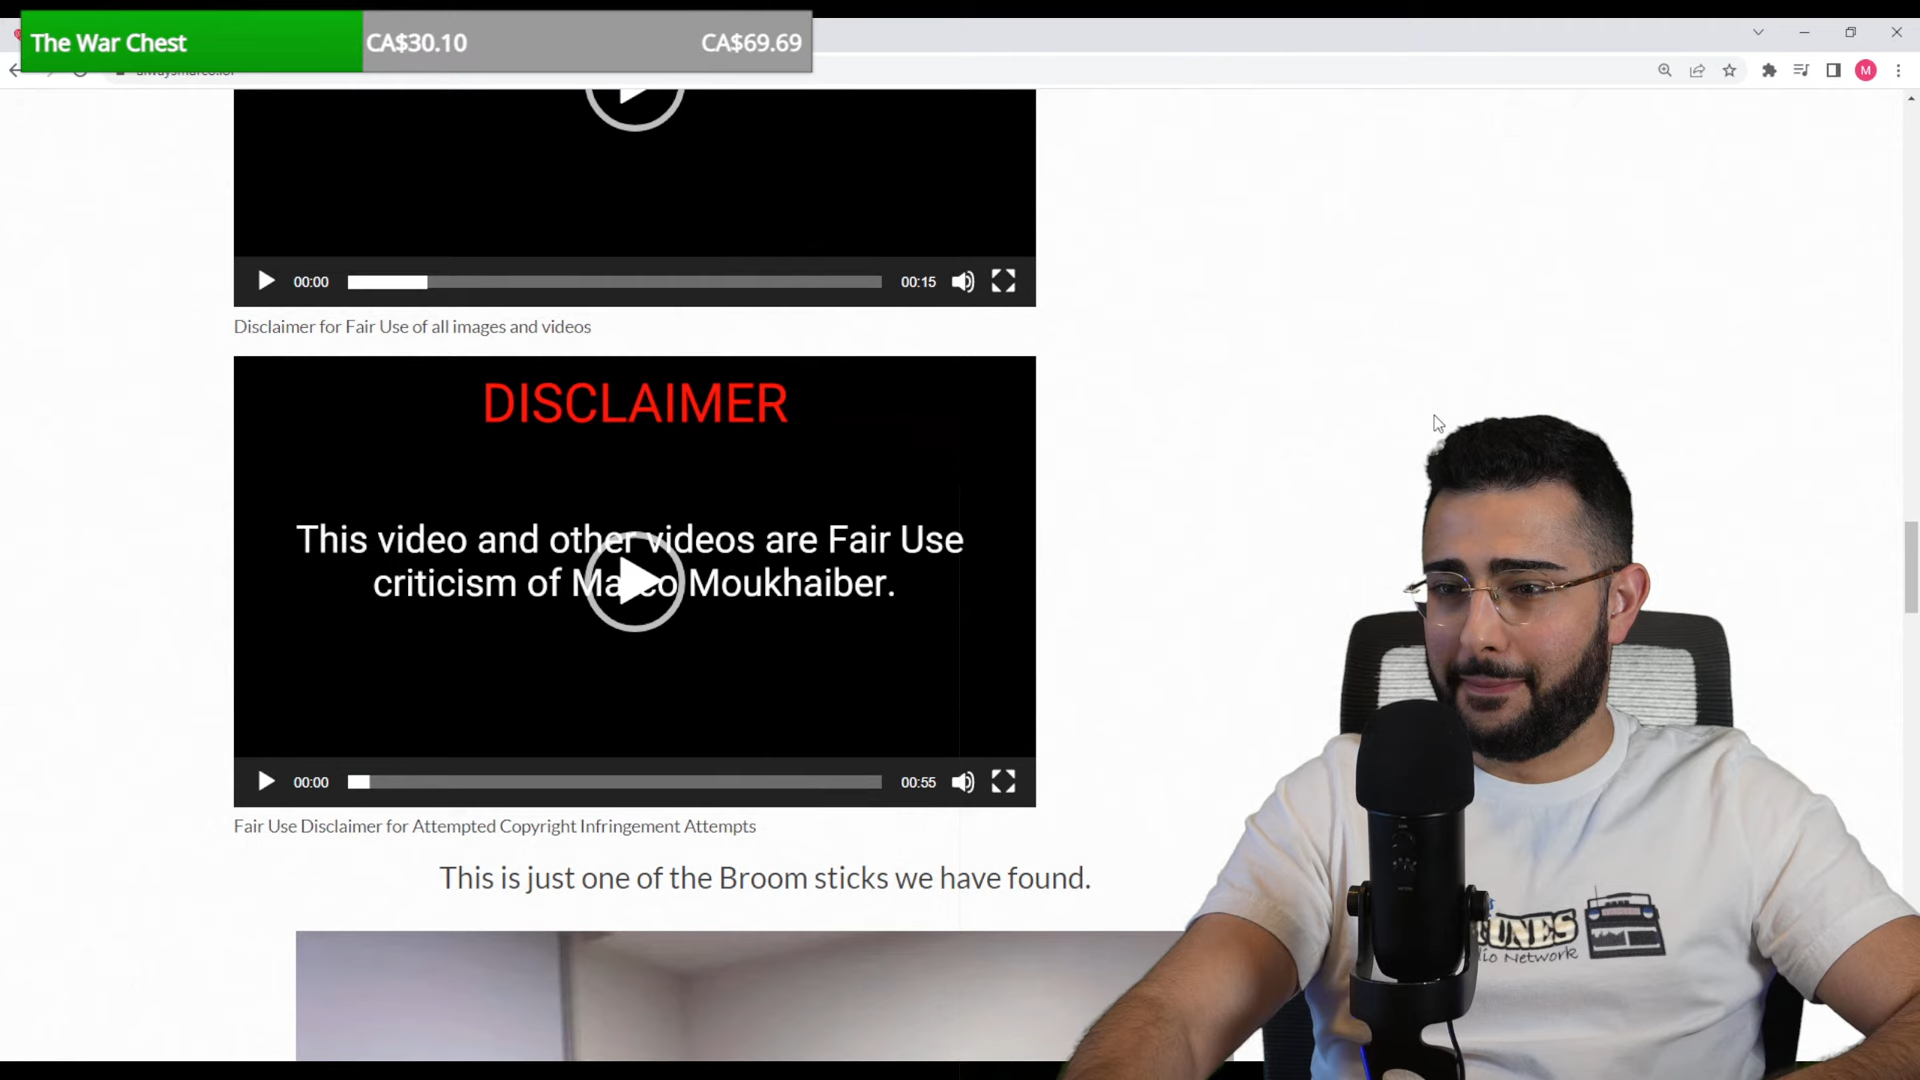 The War Chest CA$30.10 CA$69.69
M
00:00 00:15
Disclaimer for Fair Use of all images and videos
DISCLAIMER
This video and other videos are Fair Use
criticism of Marco Moukhaiber.
00:00 00:55
Fair Use Disclaimer for Attempted Copyright Infringement Attempts
This is just one of the Broom sticks we have found.
TUNES
dio Network